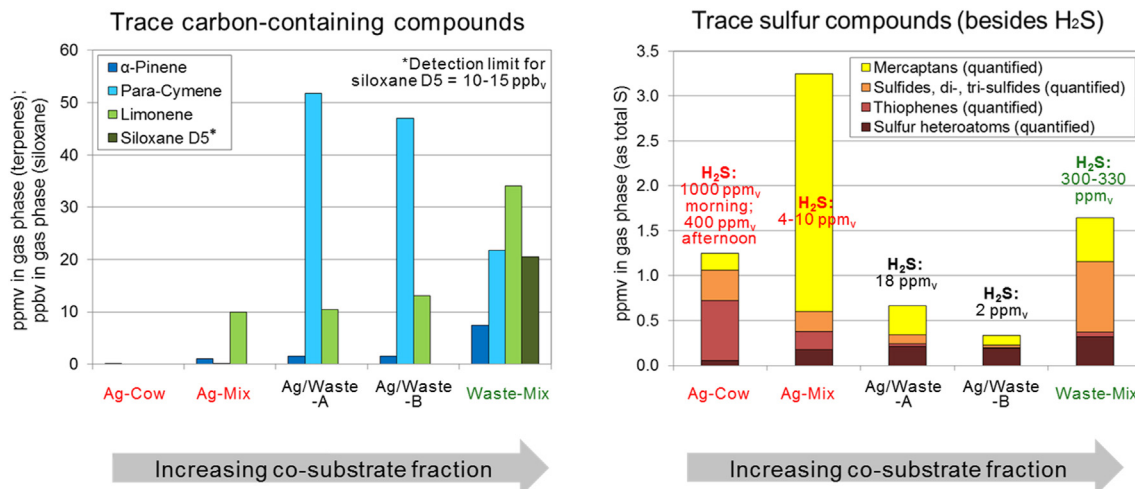 Trace carbon-containing compounds
60
50
40
30
20
10
0
ppmv in gas phase (terpenes);
ppbv in gas phase (siloxane)
α-Pinene
Para-Cymene
Limonene
Siloxane D5*
*Detection limit for
siloxane D5 = 10-15 ppbv
Ag-Cow
Ag-Mix
Ag/Waste
-A
Ag/Waste
-B
Waste-Mix
Increasing co-substrate fraction
Trace sulfur compounds (besides H₂S)
3.5
3.0
2.5
2.0
1.5
1.0
0.5
0.0
ppmv in gas phase (as total S)
Mercaptans (quantified)
Sulfides, di-, tri-sulfides (quantified)
Thiophenes (quantified)
Sulfur heteroatoms (quantified)
H₂S:
1000 ppmv
morning;
400 ppmv
afternoon
H₂S:
4-10 ppmv
H₂S:
18 ppmv
H₂S:
2 ppmv
H₂S:
300-330
ppmv
Ag-Cow
Ag-Mix
Ag/Waste
-A
Ag/Waste
-B
Waste-Mix
Increasing co-substrate fraction